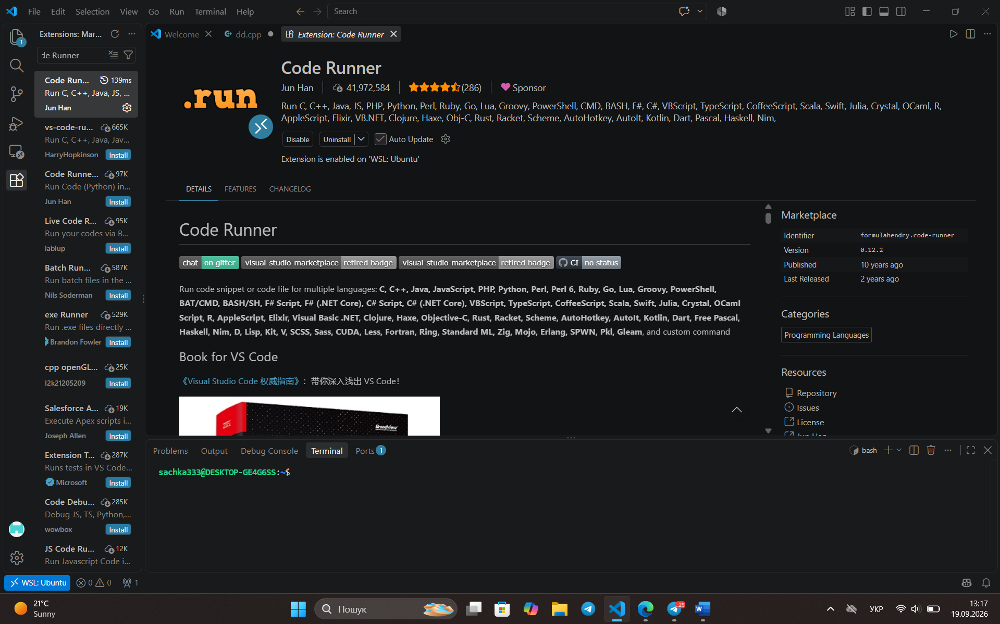 File Edit Selection View Go Run Terminal Help
Search
Extensions: Mar...
Welcome
dd.cpp
Extension: Code Runner
1
de Runner
Code Run... 139ms
Run C, C++, Java, JS, ...
Jun Han
vs-code-ru... 665K
Run C, C++, Java, Jav...
HarryHopkinson Install
Code Runne... 97K
Run Code (Python) in...
Jun Han Install
Live Code R... 95K
Run your codes via B...
lablup Install
Batch Run... 587K
Run batch files in the ...
Nils Soderman Install
exe Runner 529K
Run .exe files directly ...
Brandon Fowler Install
cpp openGL... 25K
l2k21205209 Install
Salesforce A... 19K
Execute Apex scripts i...
Joseph Allen Install
Extension T... 287K
Runs tests in VS Code...
Microsoft Install
Code Debu... 285K
Debug JS, TS, Python,...
wowbox Install
JS Code Ru... 12K
Run Javascript Code i...
.run
Code Runner
Jun Han 41,972,584 (286) Sponsor
Run C, C++, Java, JS, PHP, Python, Perl, Ruby, Go, Lua, Groovy, PowerShell, CMD, BASH, F#, C#, VBScript, TypeScript, CoffeeScript, Scala, Swift, Julia, Crystal, OCaml, R,
AppleScript, Elixir, VB.NET, Clojure, Haxe, Obj-C, Rust, Racket, Scheme, AutoHotkey, AutoIt, Kotlin, Dart, Pascal, Haskell, Nim,
Disable Uninstall Auto Update
Extension is enabled on 'WSL: Ubuntu'
DETAILS FEATURES CHANGELOG
Code Runner
chat on gitter visual-studio-marketplace retired badge visual-studio-marketplace retired badge CI no status
Run code snippet or code file for multiple languages: C, C++, Java, JavaScript, PHP, Python, Perl, Perl 6, Ruby, Go, Lua, Groovy, PowerShell,
BAT/CMD, BASH/SH, F# Script, F# (.NET Core), C# Script, C# (.NET Core), VBScript, TypeScript, CoffeeScript, Scala, Swift, Julia, Crystal, OCaml
Script, R, AppleScript, Elixir, Visual Basic .NET, Clojure, Haxe, Objective-C, Rust, Racket, Scheme, AutoHotkey, AutoIt, Kotlin, Dart, Free Pascal,
Haskell, Nim, D, Lisp, Kit, V, SCSS, Sass, CUDA, Less, Fortran, Ring, Standard ML, Zig, Mojo, Erlang, SPWN, Pkl, Gleam, and custom command
Book for VS Code
《Visual Studio Code 权威指南》：带你深入浅出 VS Code!
Broadview
Marketplace
Identifier formulahendry.code-runner
Version 0.12.2
Published 10 years ago
Last Released 2 years ago
Categories
Programming Languages
Resources
Repository
Issues
License
Jun Han
Problems Output Debug Console Terminal Ports 1
bash
sachka333@DESKTOP-GE4G6SS:~$
WSL: Ubuntu 0 0 1
21°C
Sunny
Пошук
29
УКР
13:17
19.09.2026